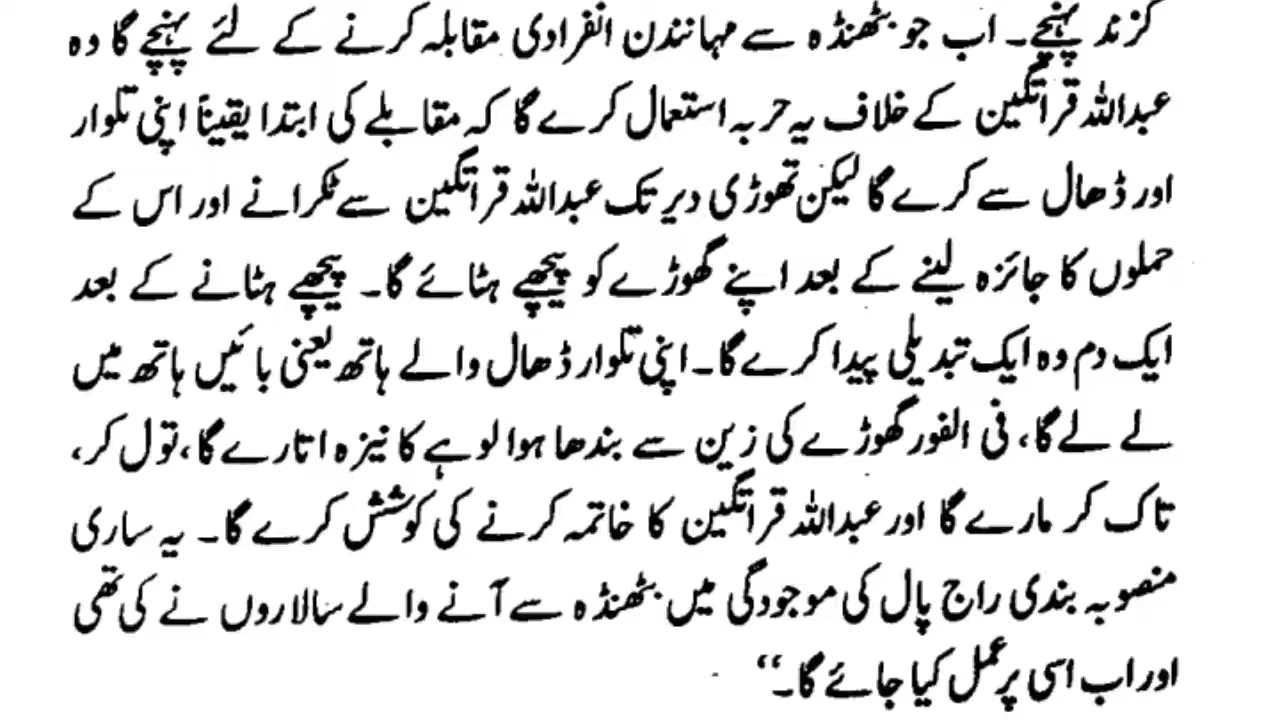 گزند پہنچے۔ اب جو بٹھنڈہ سے مہانندن انفرادی مقابلہ کرنے کے لئے پہنچے گا وہ
عبداللہ قراتگین کے خلاف یہ حربہ استعمال کرے گا کہ مقابلے کی ابتدا یقیناً اپنی تلوار
اور ڈھال سے کرے گا لیکن تھوڑی دیر تک عبداللہ قراتگین سے ٹکرانے اور اس کے
حملوں کا جائزہ لینے کے بعد اپنے گھوڑے کو پیچھے ہٹائے گا۔ پیچھے ہٹانے کے بعد
ایک دم وہ ایک تبدیلی پیدا کرے گا۔ اپنی تلوار ڈھال والے ہاتھ یعنی بائیں ہاتھ میں
لے لے گا، فی الفور گھوڑے کی زین سے بندھا ہوا لوہے کا نیزہ اتارے گا، تول کر،
تاک کر مارے گا اور عبداللہ قراتگین کا خاتمہ کرنے کی کوشش کرے گا۔ یہ ساری
منصوبہ بندی راج پال کی موجودگی میں بٹھنڈہ سے آنے والے سالاروں نے کی تھی
اور اب اسی پر عمل کیا جائے گا۔‘‘